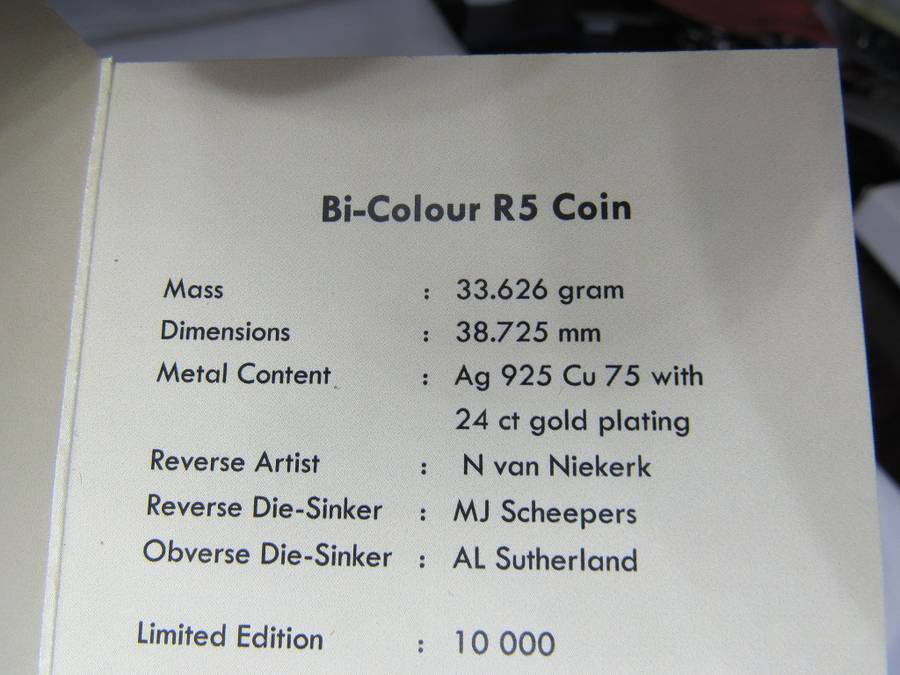 Bi-Colour R5 Coin
Mass : 33.626 gram
Dimensions : 38.725 mm
Metal Content : Ag 925 Cu 75 with
24 ct gold plating
Reverse Artist : N van Niekerk
Reverse Die-Sinker : MJ Scheepers
Obverse Die-Sinker : AL Sutherland
Limited Edition : 10 000